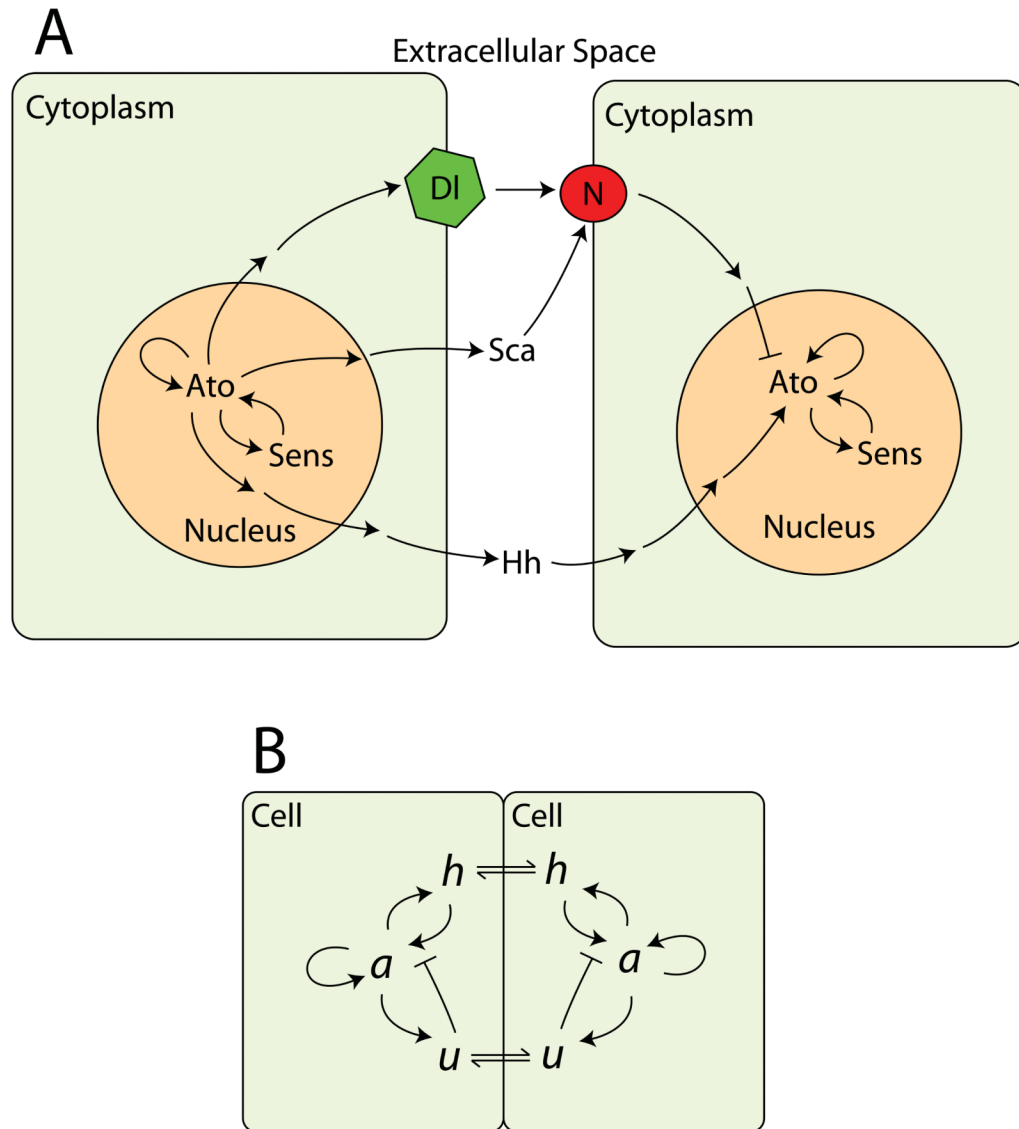 A
Extracellular Space
Cytoplasm
Cytoplasm
Dl
N
Sca
Ato
Ato
Sens
Sens
Nucleus
Nucleus
Hh
B
Cell
Cell
h
h
a
a
u
u